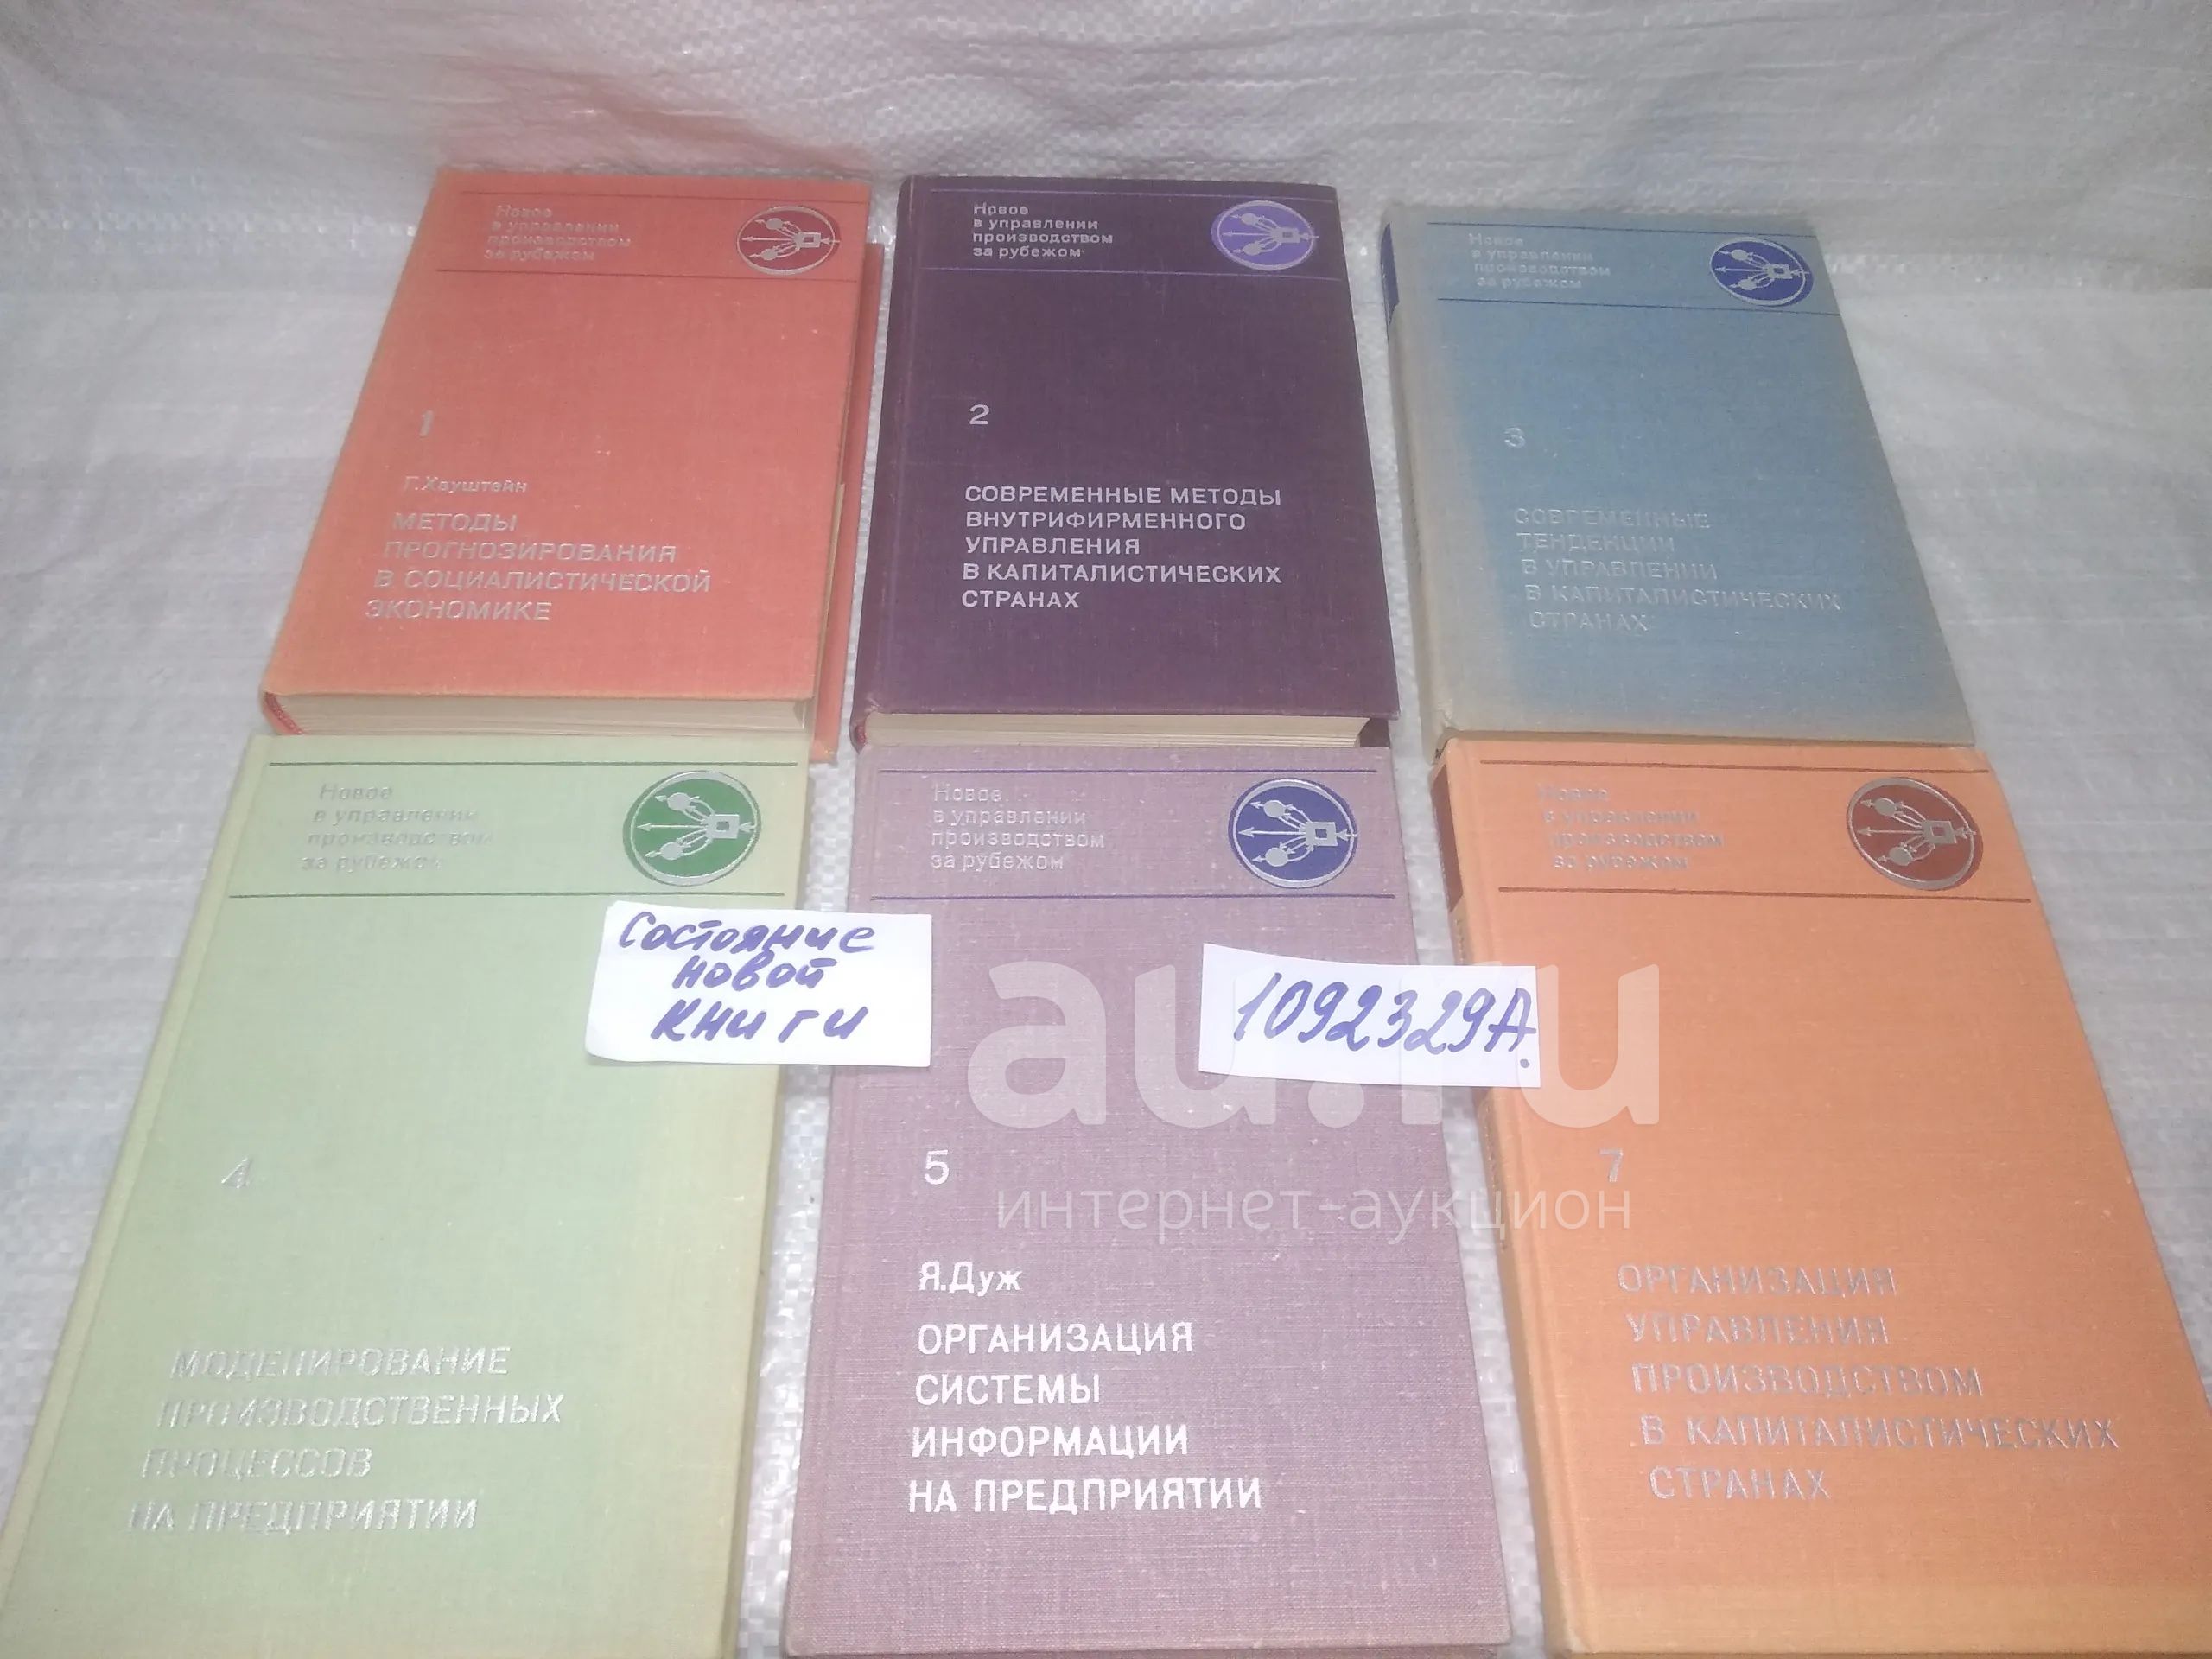 Новое
в управлении
производством
за рубежом
1
Г. Хауштейн
МЕТОДЫ
ПРОГНОЗИРОВАНИЯ
В СОЦИАЛИСТИЧЕСКОЙ
ЭКОНОМИКЕ
Новое
в управлении
производством
за рубежом
2
СОВРЕМЕННЫЕ МЕТОДЫ
ВНУТРИФИРМЕННОГО
УПРАВЛЕНИЯ
В КАПИТАЛИСТИЧЕСКИХ
СТРАНАХ
Новое
в управлении
производством
за рубежом
3
СОВРЕМЕННЫЕ
ТЕНДЕНЦИИ
В УПРАВЛЕНИИ
В КАПИТАЛИСТИЧЕСКИХ
СТРАНАХ
Новое
в управлении
производством
за рубежом
4
МОДЕЛИРОВАНИЕ
ПРОИЗВОДСТВЕННЫХ
ПРОЦЕССОВ
НА ПРЕДПРИЯТИИ
Состояние
новой
книги
Новое
в управлении
производством
за рубежом
5
Я. Дуж
ОРГАНИЗАЦИЯ
СИСТЕМЫ
ИНФОРМАЦИИ
НА ПРЕДПРИЯТИИ
1092329А.
Новое
в управлении
производством
за рубежом
7
ОРГАНИЗАЦИЯ
УПРАВЛЕНИЯ
ПРОИЗВОДСТВОМ
В КАПИТАЛИСТИЧЕСКИХ
СТРАНАХ
au.ru
интернет-аукцион